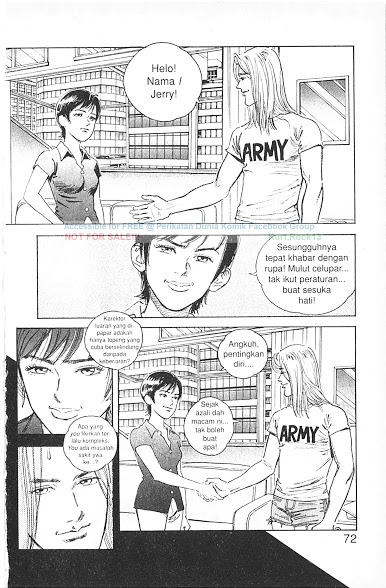 Helo!
Nama I
Jerry!
ARMY
Accessible for FREE @ Perikatan Dunia Komik Facebook Group
NOT FOR SALE!
Sesungguhnya
tepat khabar dengan
rupa! Mulut celupar...
tak ikut peraturan...
buat sesuka
hati!
Karektor
luaran yang di-
papar adakah
hanya topeng yang
cuba berselindung
daripada
kebenaran?
Angkuh,
pentingkan
diri....
Sejak
azali dah
macam ni...
tak boleh
buat
apa!
ARMY
Apa yang
you fikirkan ter
lalu kompleks.
You ada masalah
sakit jiwa
ke...?
72